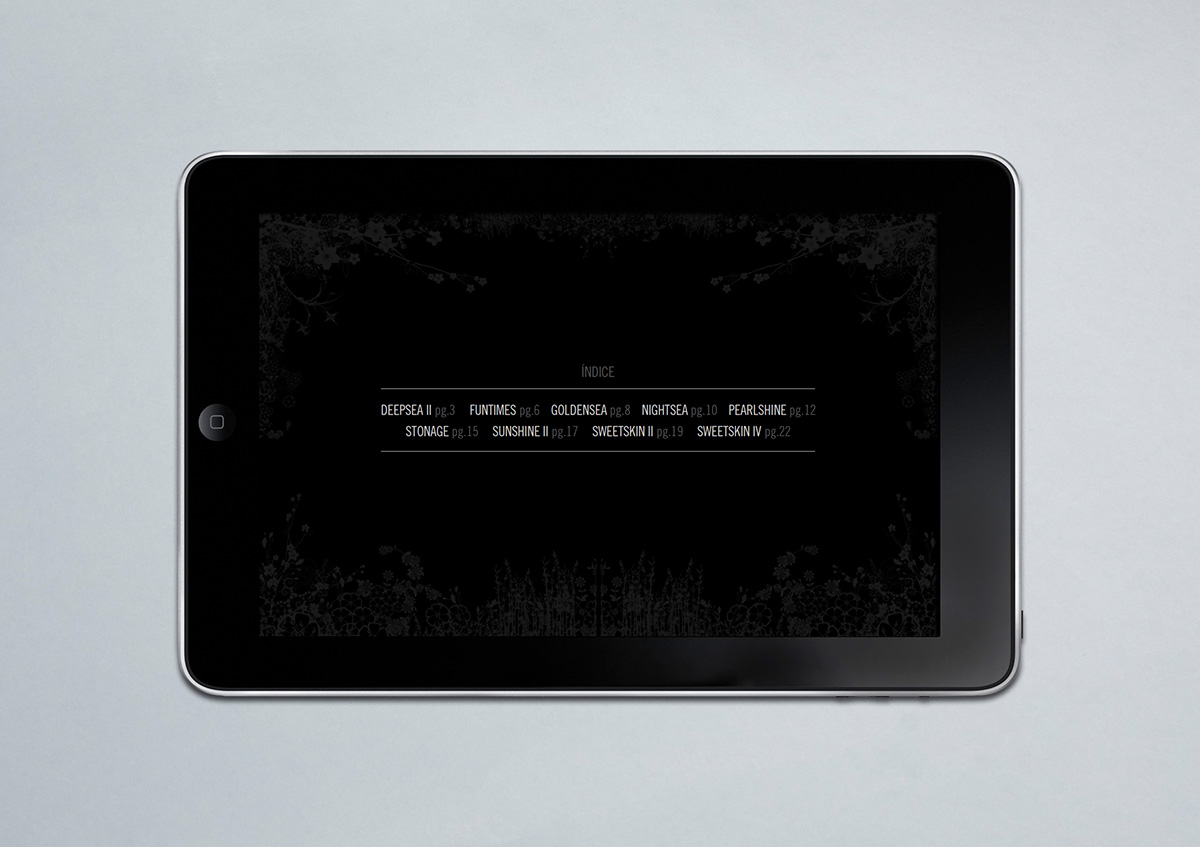 ÍNDICE
DEEPSEA II pg.3 FUNTIMES pg.6 GOLDENSEA pg.8 NIGHTSEA pg.10 PEARLSHINE pg.12
STONAGE pg.15 SUNSHINE II pg.17 SWEETSKIN II pg.19 SWEETSKIN IV pg.22